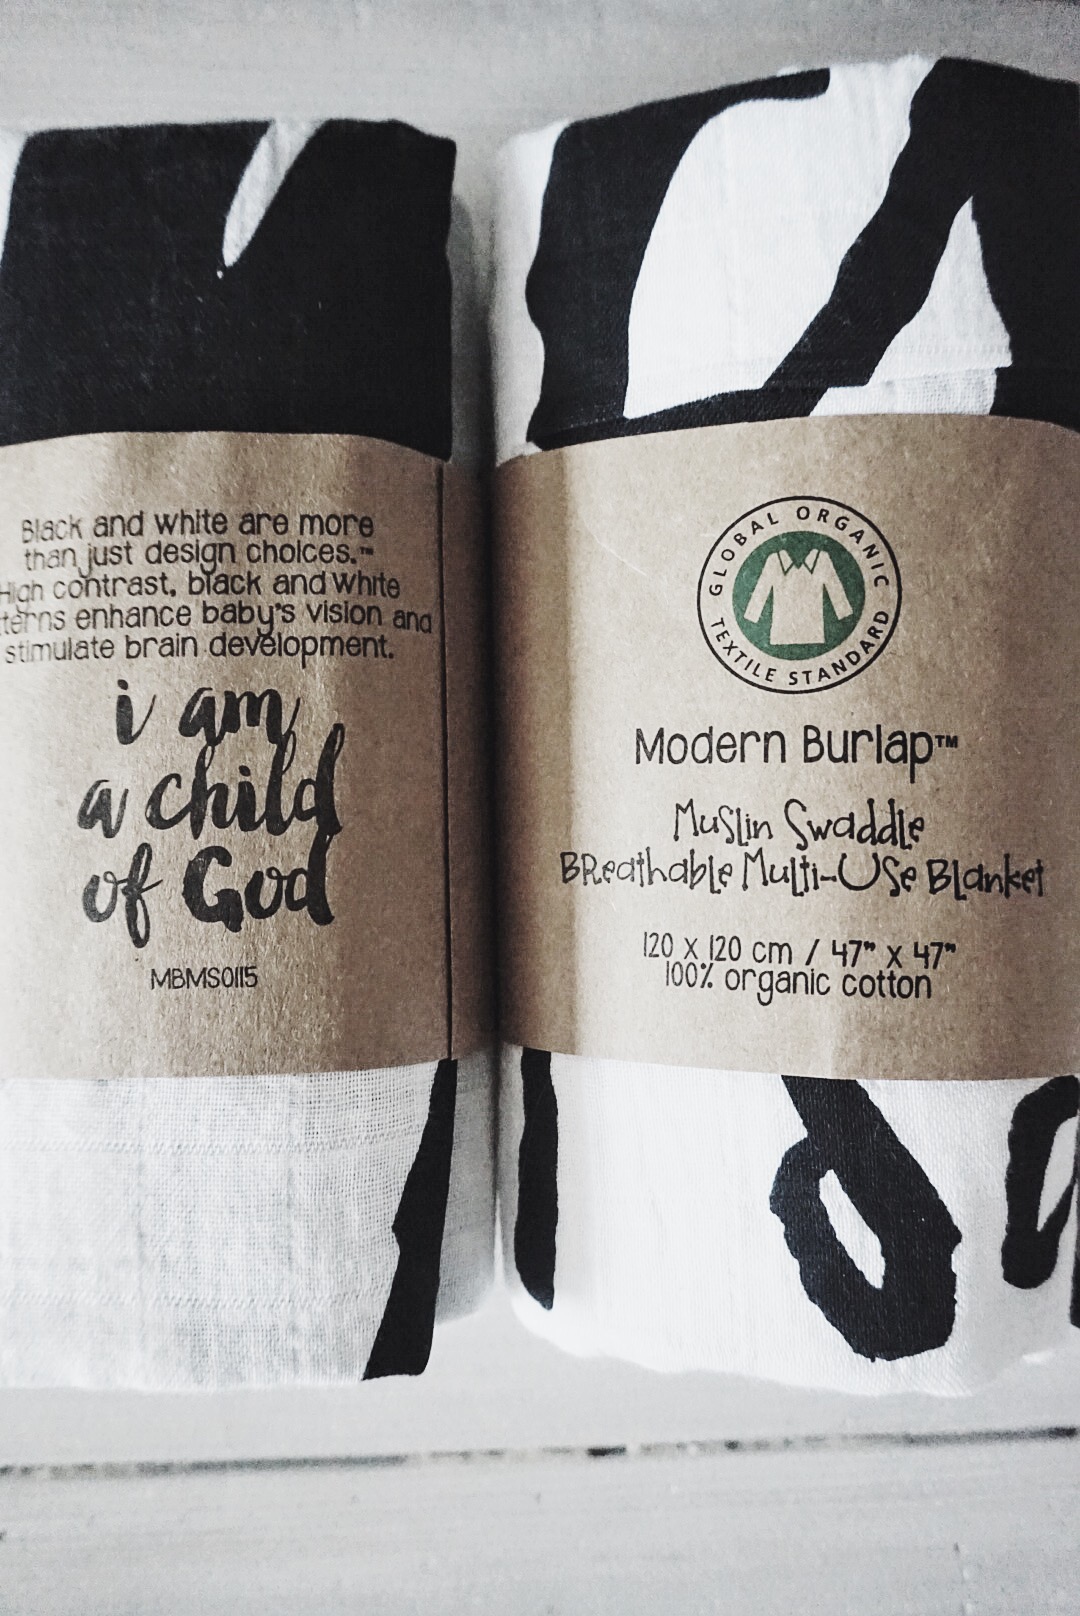 Black and white are more
than just design choices.™
High contrast, black and white
enhance baby's vision and
stimulate brain development.
i am
a child
of God
MBMS0115
GLOBAL ORGANIC
TEXTILE STANDARD
Modern Burlap™
Muslin Swaddle
Breathable Multi-Use Blanket
120 x 120 cm / 47" x 47"
100% organic cotton